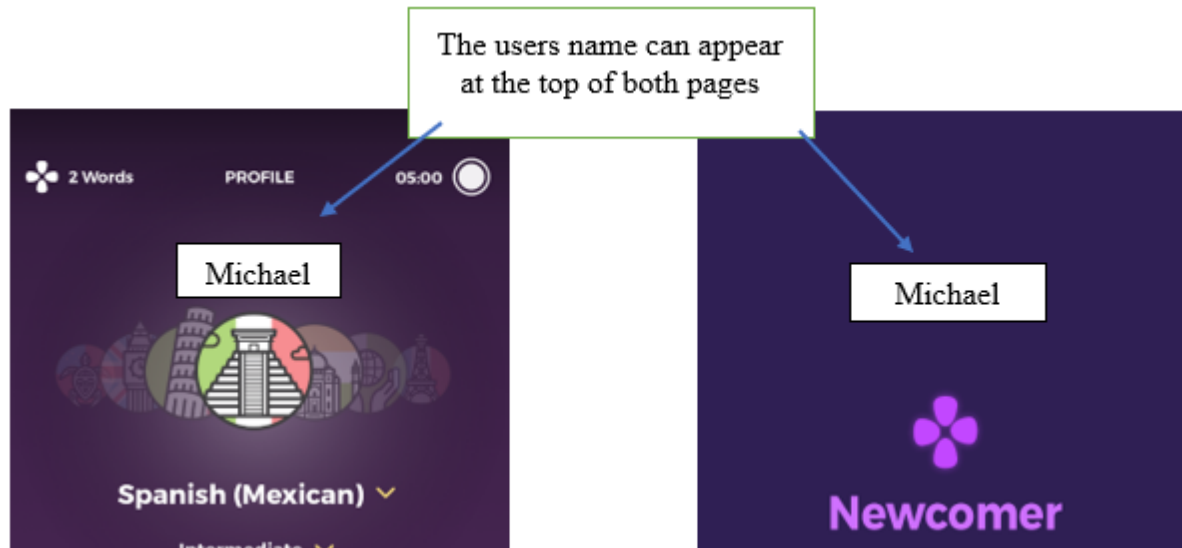 The users name can appear
at the top of both pages
2 Words
PROFILE
05:00
Michael
Michael
Spanish (Mexican)
Newcomer
Intermediate